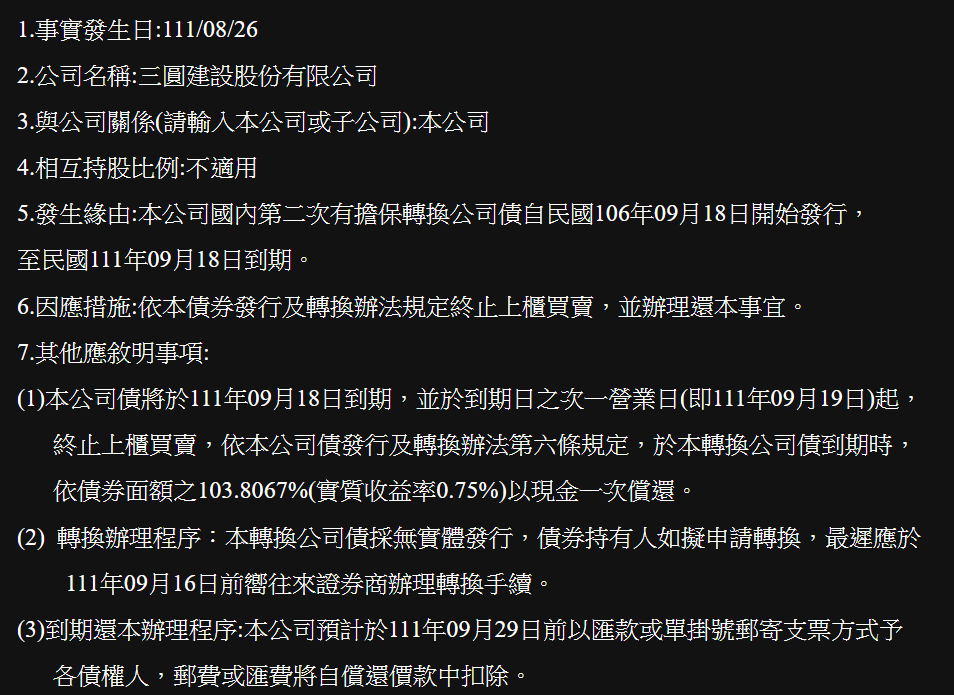 1.事實發生日:111/08/26
2.公司名稱:三圓建設股份有限公司
3.與公司關係(請輸入本公司或子公司):本公司
4.相互持股比例:不適用
5.發生緣由:本公司國內第二次有擔保轉換公司債自民國106年09月18日開始發行，
至民國111年09月18日到期。
6.因應措施:依本債券發行及轉換辦法規定終止上櫃買賣，並辦理還本事宜。
7.其他應敘明事項:
(1)本公司債將於111年09月18日到期，並於到期日之次一營業日(即111年09月19日)起，
終止上櫃買賣，依本公司債發行及轉換辦法第六條規定，於本轉換公司債到期時，
依債券面額之103.8067%(實質收益率0.75%)以現金一次償還。
(2) 轉換辦理程序：本轉換公司債採無實體發行，債券持有人如擬申請轉換，最遲應於
111年09月16日前嚮往來證券商辦理轉換手續。
(3)到期還本辦理程序:本公司預計於111年09月29日前以匯款或單掛號郵寄支票方式予
各債權人，郵費或匯費將自償還價款中扣除。